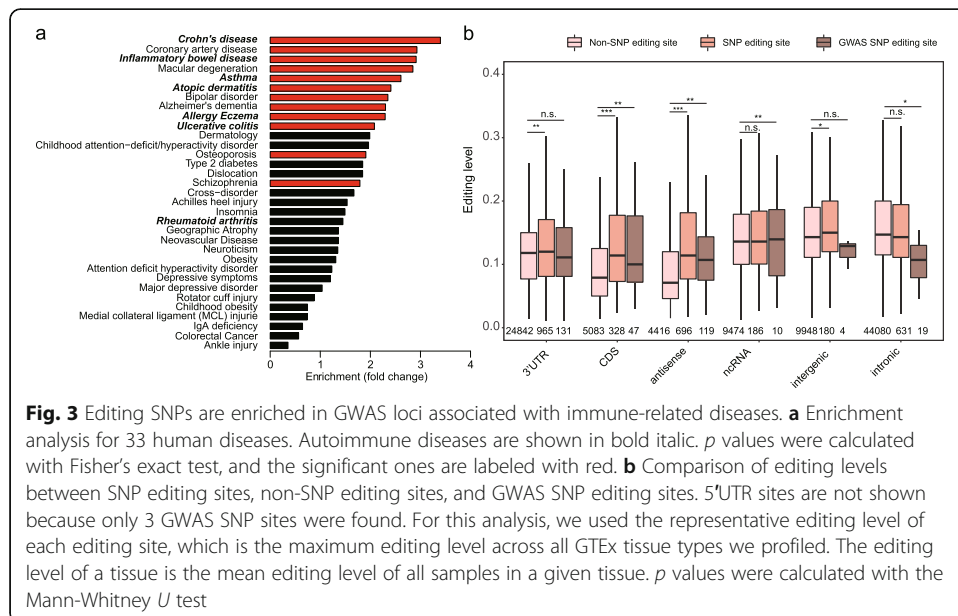 a
Crohn's disease
Coronary artery disease
Inflammatory bowel disease
Macular degeneration
Asthma
Atopic dermatitis
Bipolar disorder
Alzheimer's dementia
Allergy Eczema
Ulcerative colitis
Dermatology
Childhood attention−deficit/hyperactivity disorder
Osteoporosis
Type 2 diabetes
Dislocation
Schizophrenia
Cross−disorder
Achilles heel injury
Insomnia
Rheumatoid arthritis
Geographic Atrophy
Neovascular Disease
Neuroticism
Obesity
Attention deficit hyperactivity disorder
Depressive symptoms
Major depressive disorder
Rotator cuff injury
Childhood obesity
Medial collateral ligament (MCL) injurie
IgA deficiency
Colorectal Cancer
Ankle injury
0 1 2 3 4
Enrichment (fold change)
b
Non-SNP editing site SNP editing site GWAS SNP editing site
Editing level
0.4
0.3
0.2
0.1
0.0
n.s. ** ** *** ** *** ** n.s. n.s. * * n.s.
24842 965 131 5083 328 47 4416 696 119 9474 186 10 9948 180 4 44080 631 19
3'UTR CDS antisense ncRNA intergenic intronic
Fig. 3 Editing SNPs are enriched in GWAS loci associated with immune-related diseases. a Enrichment
analysis for 33 human diseases. Autoimmune diseases are shown in bold italic. p values were calculated
with Fisher's exact test, and the significant ones are labeled with red. b Comparison of editing levels
between SNP editing sites, non-SNP editing sites, and GWAS SNP editing sites. 5'UTR sites are not shown
because only 3 GWAS SNP sites were found. For this analysis, we used the representative editing level of
each editing site, which is the maximum editing level across all GTEx tissue types we profiled. The editing
level of a tissue is the mean editing level of all samples in a given tissue. p values were calculated with the
Mann-Whitney U test